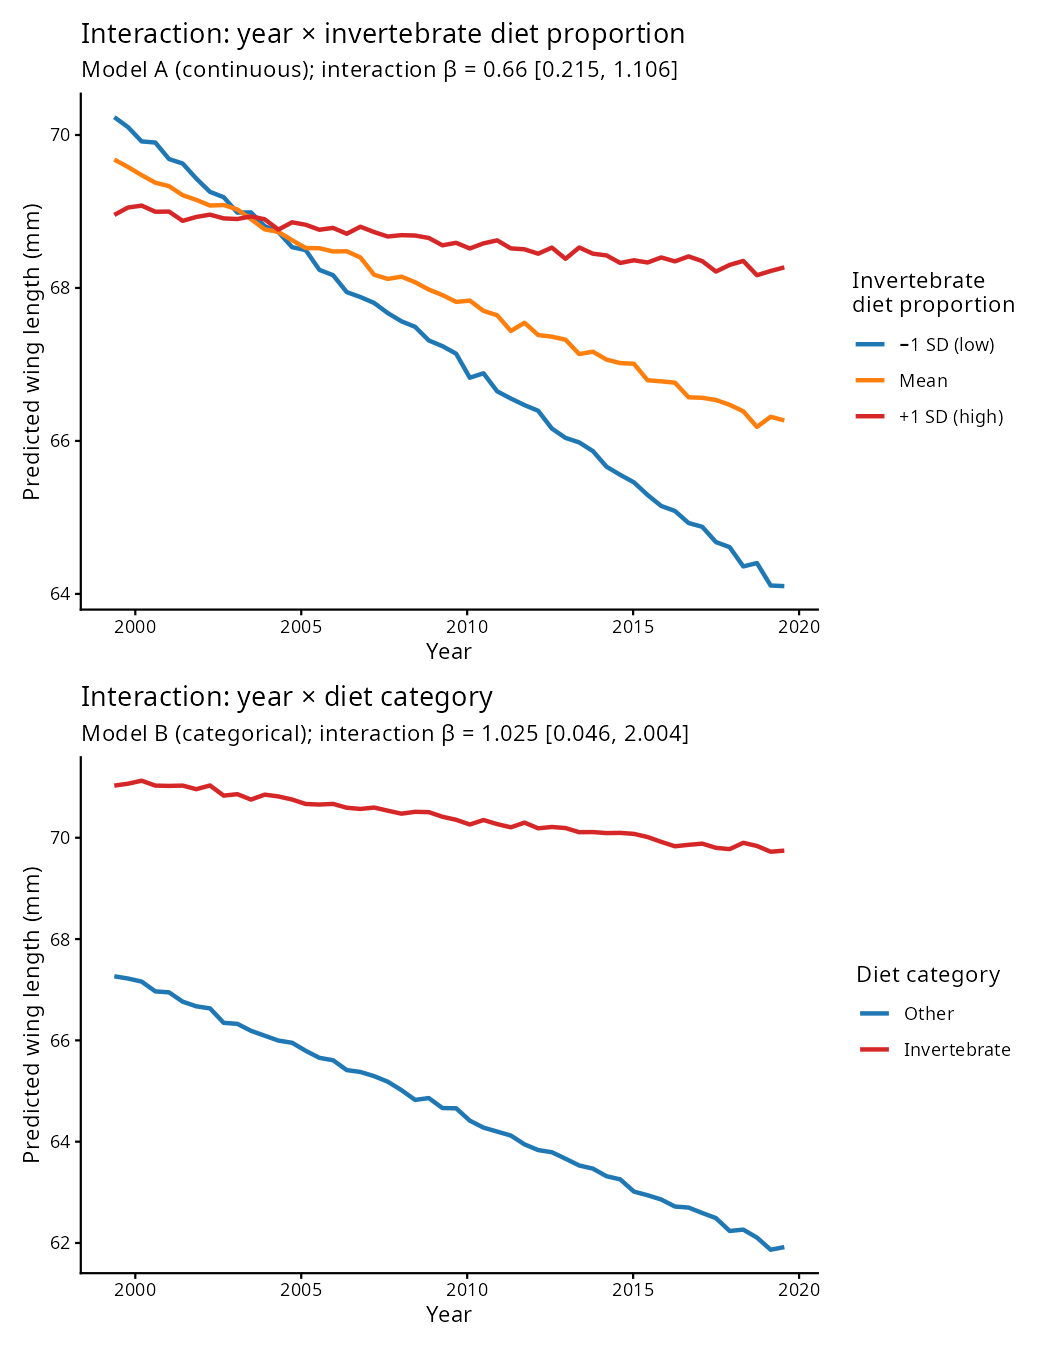 Interaction: year × invertebrate diet proportion
Model A (continuous); interaction β = 0.66 [0.215, 1.106]
70
68
66
64
Predicted wing length (mm)
2000 2005 2010 2015 2020
Year
Invertebrate
diet proportion
−1 SD (low)
Mean
+1 SD (high)
Interaction: year × diet category
Model B (categorical); interaction β = 1.025 [0.046, 2.004]
70
68
66
64
62
Predicted wing length (mm)
2000 2005 2010 2015 2020
Year
Diet category
Other
Invertebrate